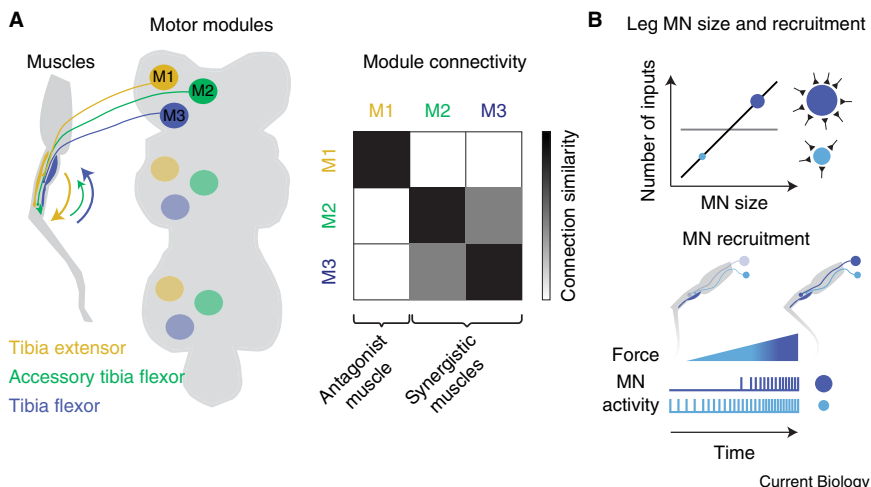 A
Motor modules
Muscles
M1
M2
M3
Tibia extensor
Accessory tibia flexor
Tibia flexor
Module connectivity
M1 M2 M3
M1
M2
M3
Connection similarity
Antagonist
muscle
Synergistic
muscles
B
Leg MN size and recruitment
Number of inputs
MN size
MN recruitment
Force
MN
activity
Time
Current Biology